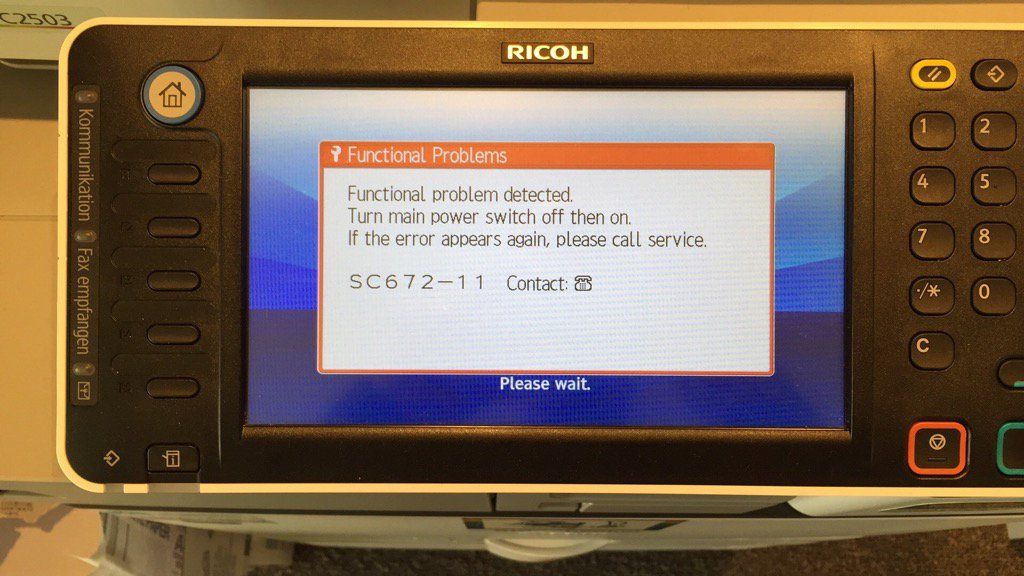 C2503
RICOH
Kommunikation
Fax empfangen
Functional Problems
Functional problem detected.
Turn main power switch off then on.
If the error appears again, please call service.
SC672-11 Contact:
Please wait.
1 2
4 5
7 8
·/* 0
C